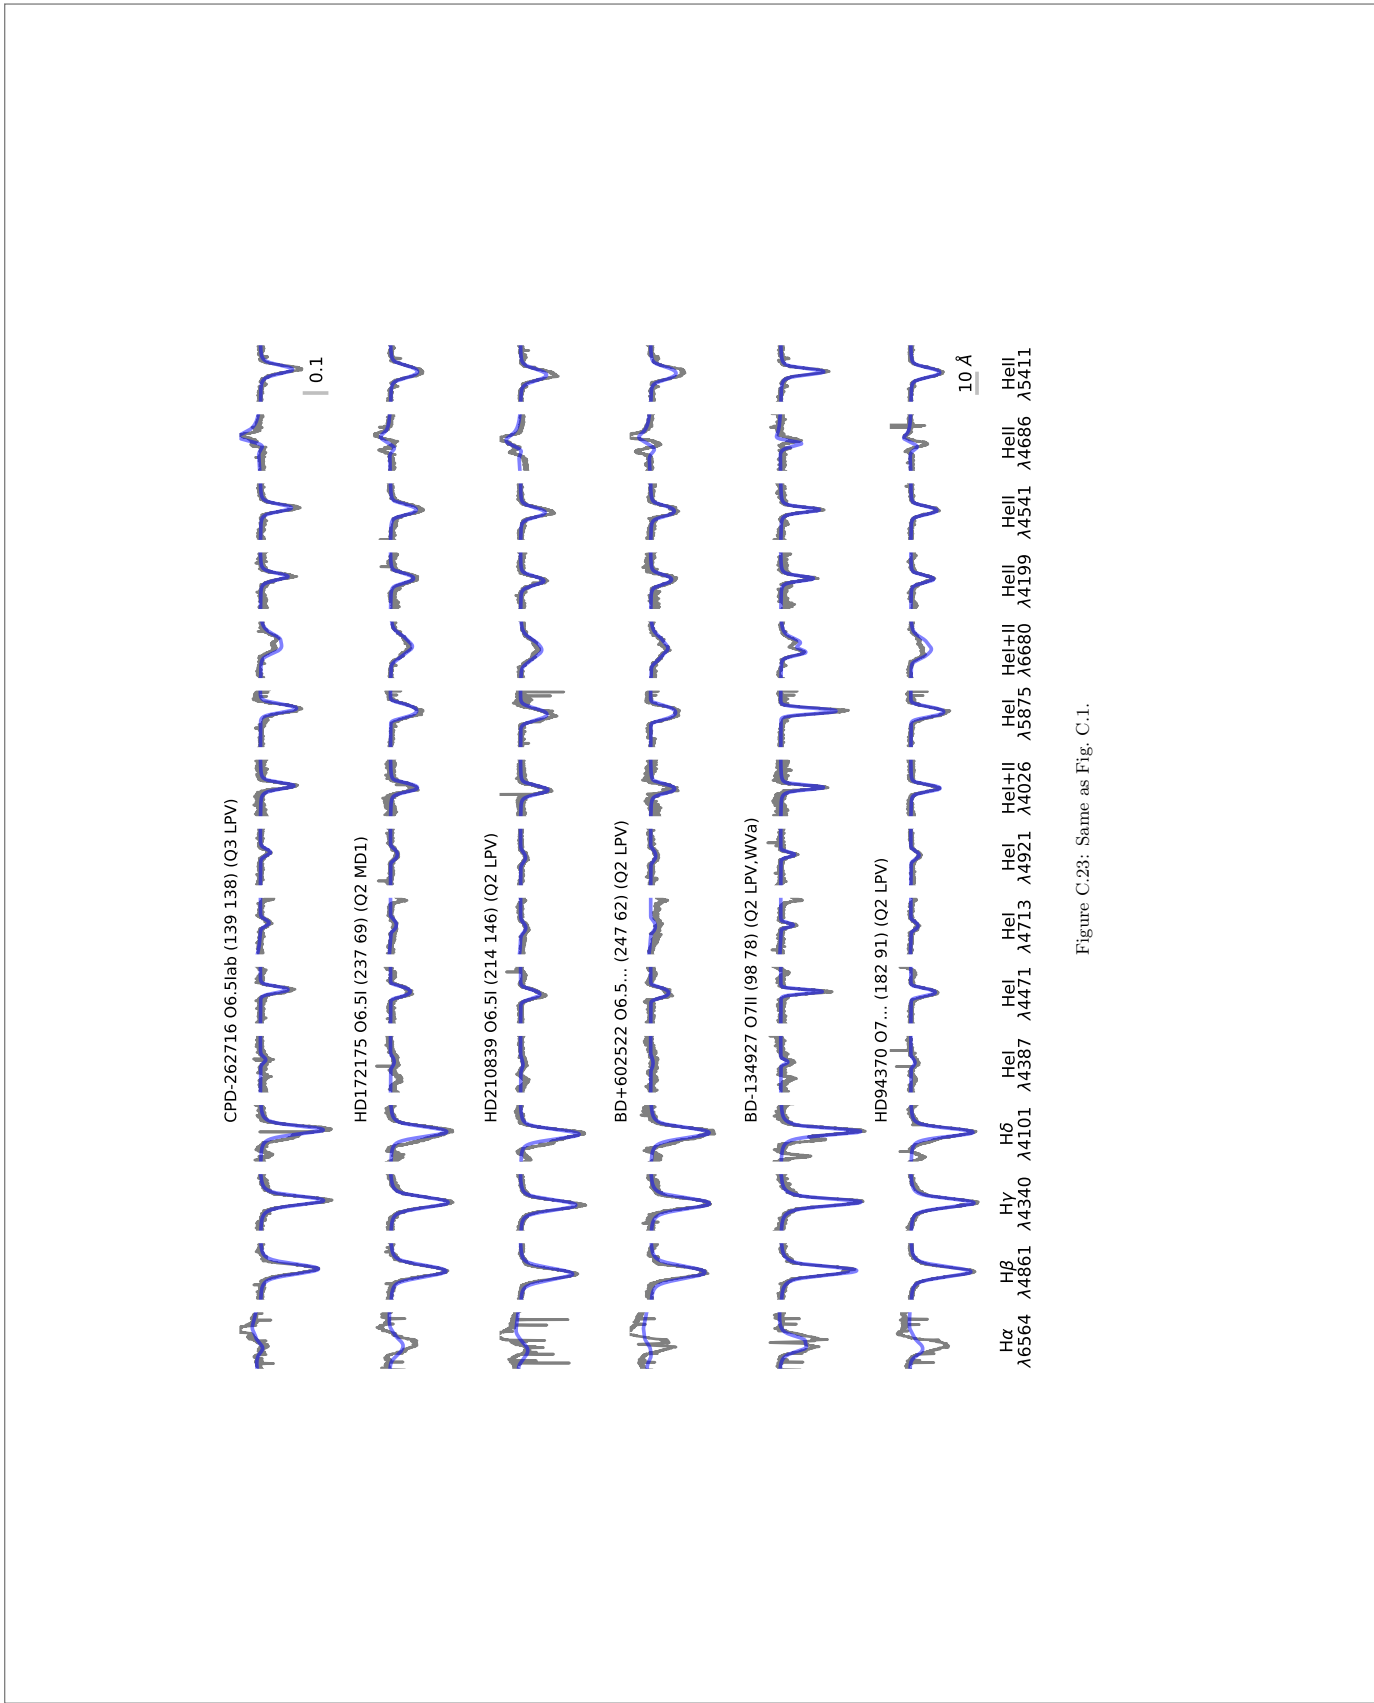 CPD-262716 O6.5Iab (139 138) (Q3 LPV)
0.1
HD172175 O6.5I (237 69) (Q2 MD1)
HD210839 O6.5I (214 146) (Q2 LPV)
BD+602522 O6.5... (247 62) (Q2 LPV)
BD-134927 O7II (98 78) (Q2 LPV,WVa)
HD94370 O7... (182 91) (Q2 LPV)
10 Å
Hα
λ6564
Hβ
λ4861
Hγ
λ4340
Hδ
λ4101
HeI
λ4387
HeI
λ4471
HeI
λ4713
HeI
λ4921
HeI+II
λ4026
HeI
λ5875
HeI+II
λ6680
HeII
λ4199
HeII
λ4541
HeII
λ4686
HeII
λ5411
Figure C.23: Same as Fig. C.1.